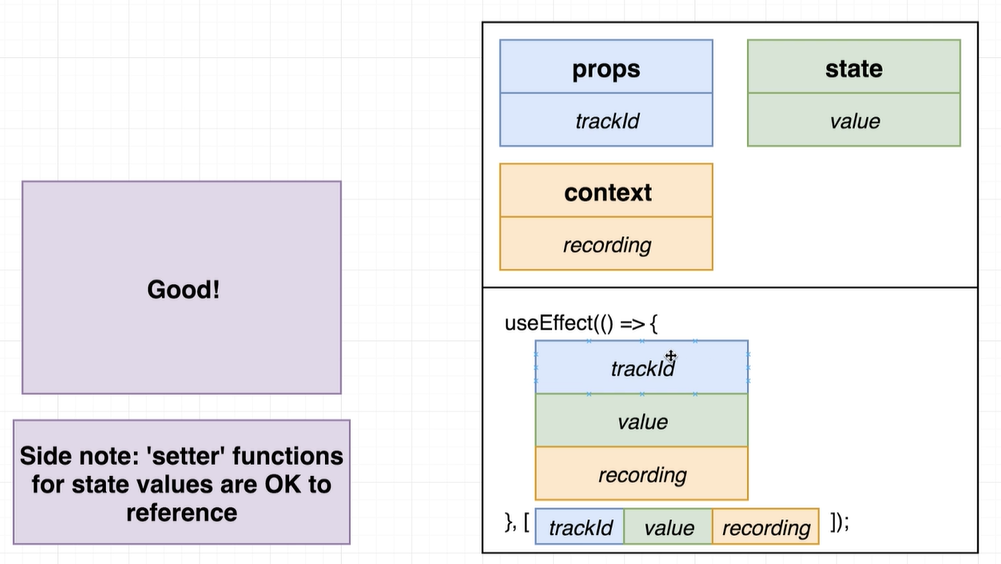 Good!
Side note: 'setter' functions
for state values are OK to
reference
props
trackId
state
value
context
recording
useEffect(() => {
trackId
value
recording
}, [ trackId value recording ]);